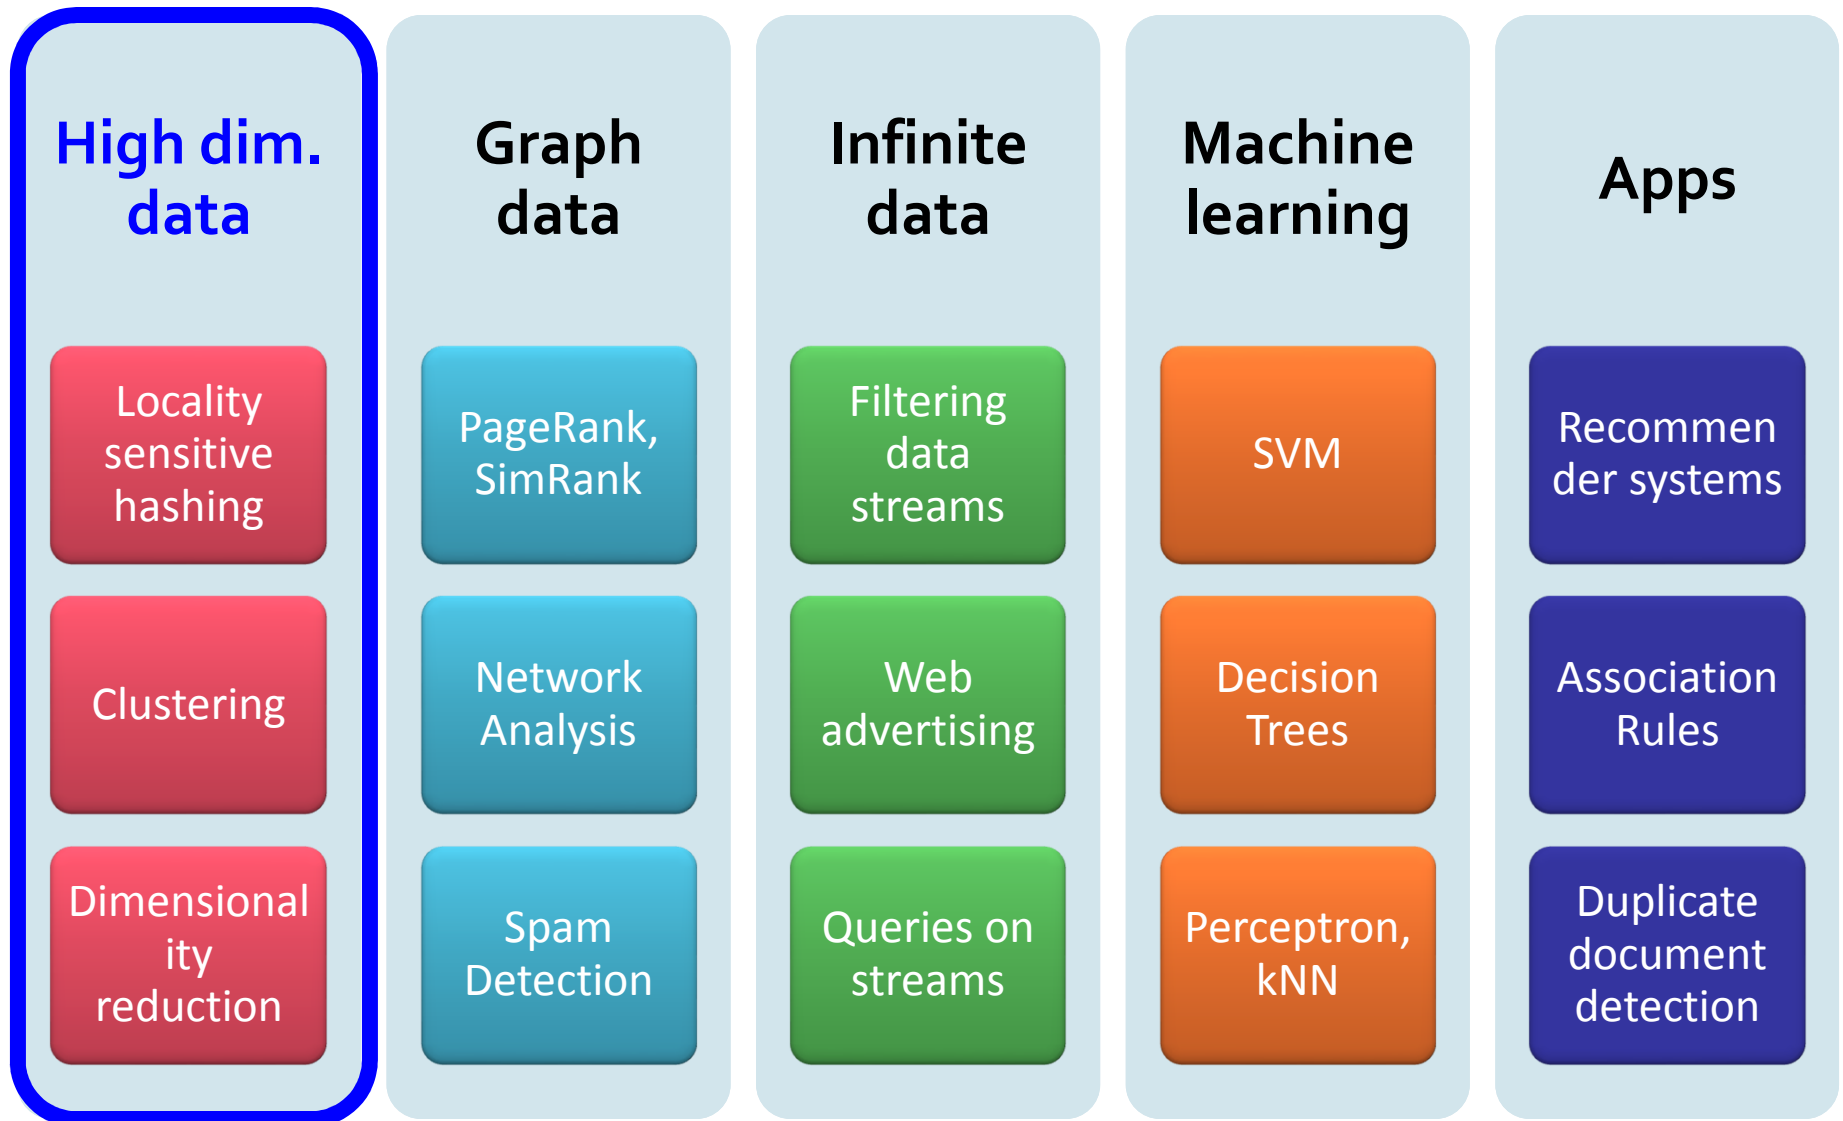 High dim.
data
Locality
sensitive
hashing
Clustering
Dimensional
ity
reduction
Graph
data
PageRank,
SimRank
Network
Analysis
Spam
Detection
Infinite
data
Filtering
data
streams
Web
advertising
Queries on
streams
Machine
learning
SVM
Decision
Trees
Perceptron,
kNN
Apps
Recommen
der systems
Association
Rules
Duplicate
document
detection